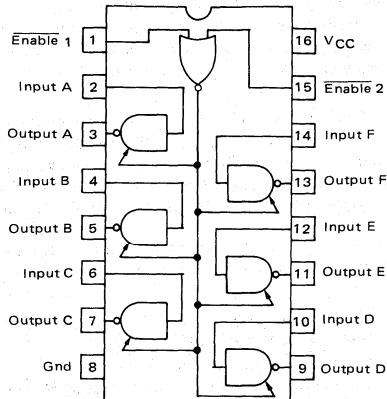 Enable 1
1
16
VCC
Input A
2
15
Enable 2
Output A
3
14
Input F
Input B
4
13
Output F
Output B
5
12
Input E
Input C
6
11
Output E
Output C
7
10
Input D
Gnd
8
9
Output D